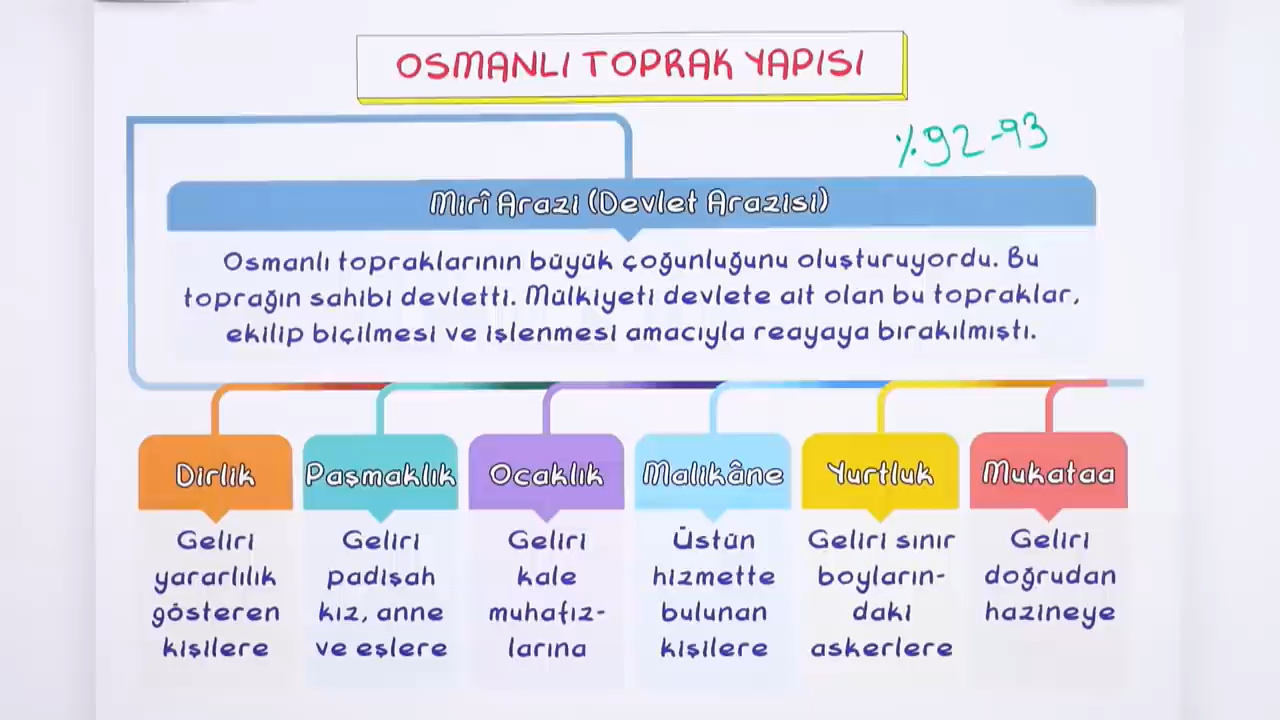 OSMANLI TOPRAK YAPISI
%92-93
Mirî Arazi (Devlet Arazisi)
Osmanlı topraklarının büyük çoğunluğunu oluşturuyordu. Bu
toprağın sahibi devletti. Mülkiyeti devlete ait olan bu topraklar,
ekilip biçilmesi ve işlenmesi amacıyla reayaya bırakılmıştı.
Dirlik
Geliri
yararlılık
gösteren
kişilere
Paşmaklık
Geliri
padişah
kız, anne
ve eşlere
Ocaklık
Geliri
kale
muhafız-
larına
Malikâne
Üstün
hizmette
bulunan
kişilere
Yurtluk
Geliri sınır
boyların-
daki
askerlere
Mukataa
Geliri
doğrudan
hazineye